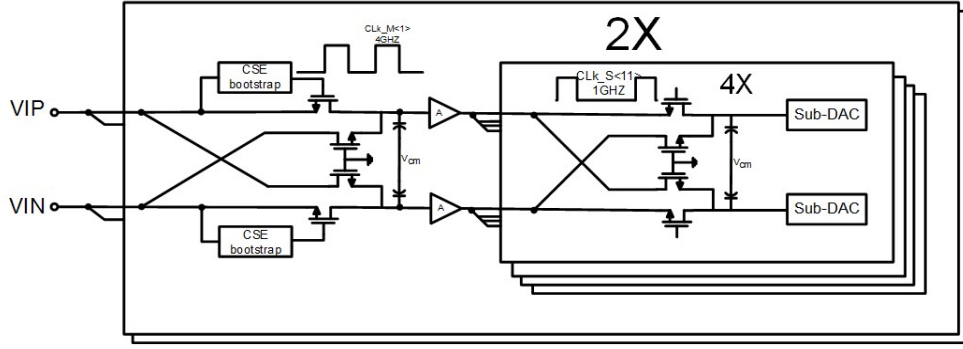 2X
CLk_M<1>
4GHZ
CSE
bootstrap
CLk_S<11>
1GHZ
4X
VIP
A
Sub-DAC
Vcm
Vcm
VIN
A
Sub-DAC
CSE
bootstrap